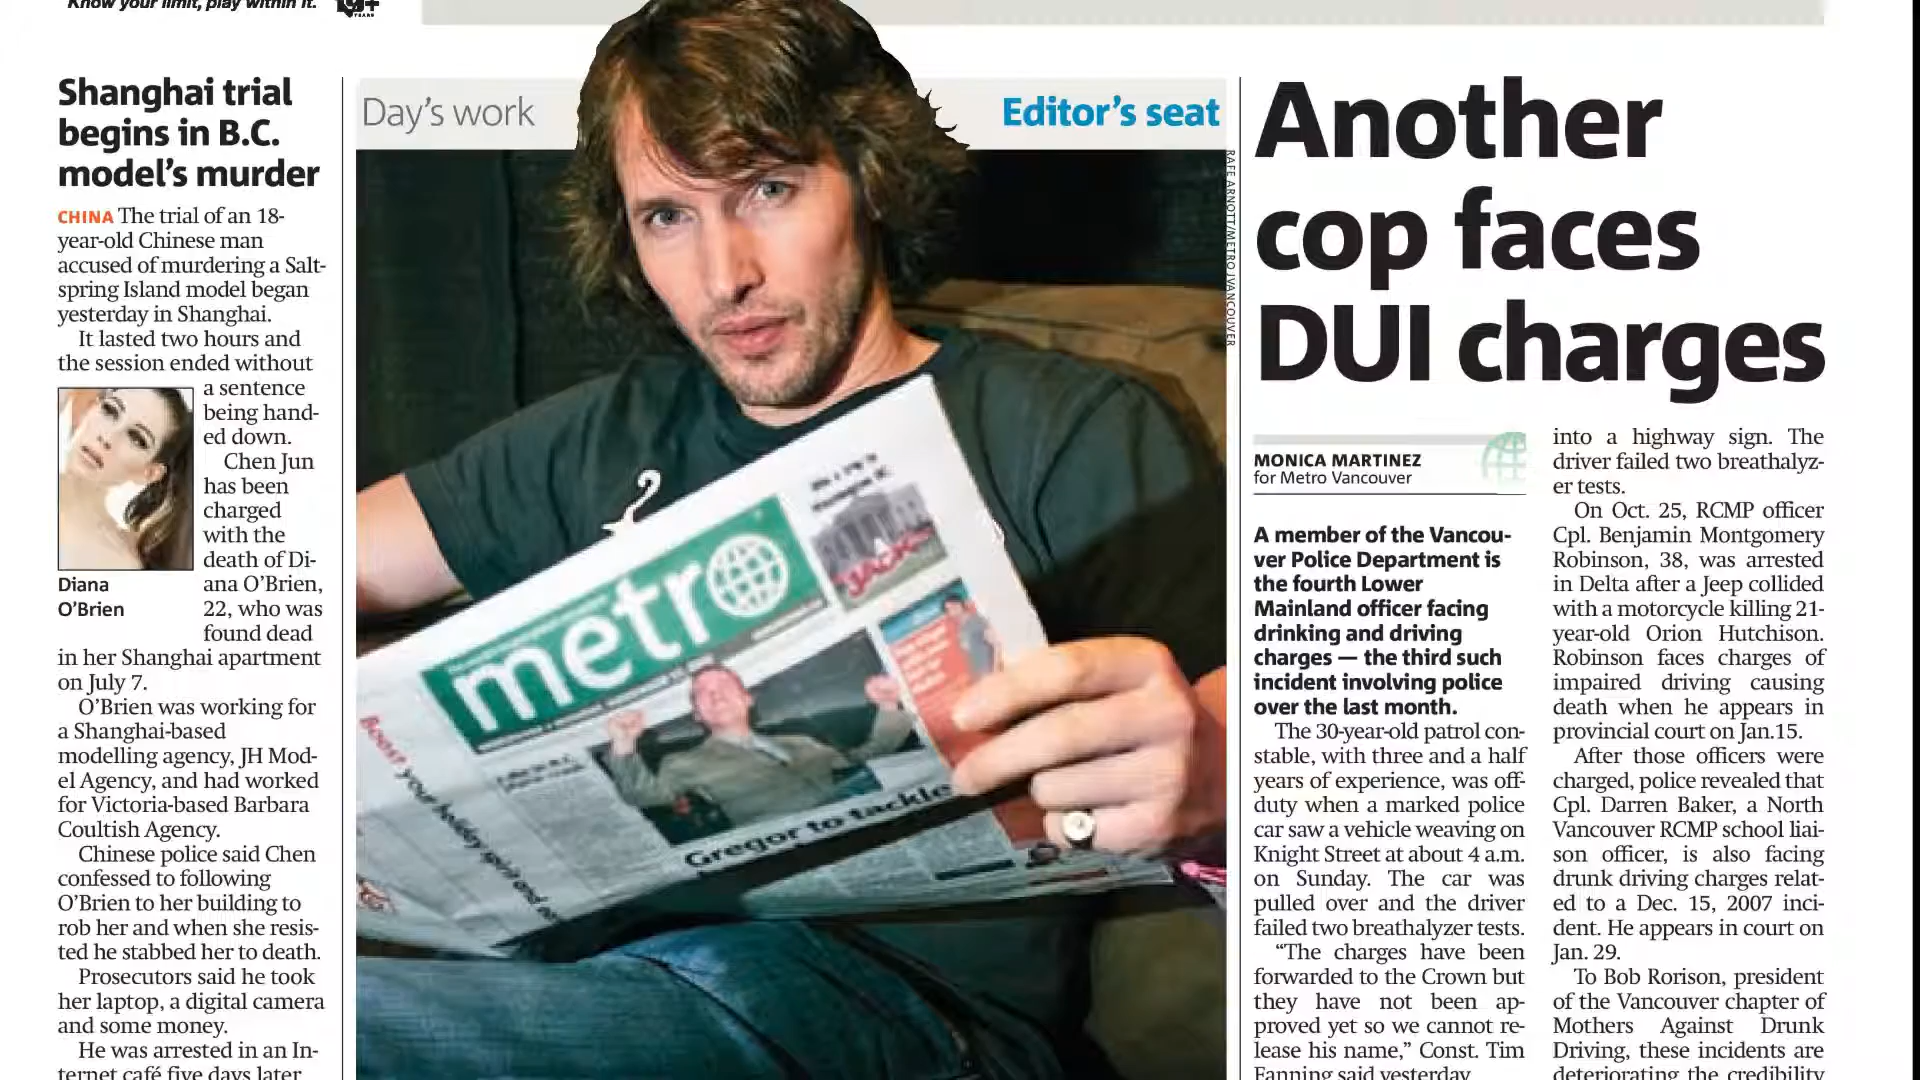 Know your limit, play within it.
19+
YEARS
Shanghai trial
begins in B.C.
model's murder
CHINA The trial of an 18-
year-old Chinese man
accused of murdering a Salt-
spring Island model began
yesterday in Shanghai.
It lasted two hours and
the session ended without
a sentence
being hand-
ed down.
Chen Jun
has been
charged
with the
death of Di-
ana O'Brien,
22, who was
found dead
Diana
O'Brien
in her Shanghai apartment
on July 7.
O'Brien was working for
a Shanghai-based
modelling agency, JH Mod-
el Agency, and had worked
for Victoria-based Barbara
Coultish Agency.
Chinese police said Chen
confessed to following
O'Brien to her building to
rob her and when she resis-
ted he stabbed her to death.
Prosecutors said he took
her laptop, a digital camera
and some money.
He was arrested in an In-
ternet café five days later
Day's work
Editor's seat
RAFE ARNOTT/METRO VANCOUVER
metro
Boost your holiday spirit and
Gregor to tackle
Another
cop faces
DUI charges
MONICA MARTINEZ
for Metro Vancouver
A member of the Vancou-
ver Police Department is
the fourth Lower
Mainland officer facing
drinking and driving
charges — the third such
incident involving police
over the last month.
The 30-year-old patrol con-
stable, with three and a half
years of experience, was off-
duty when a marked police
car saw a vehicle weaving on
Knight Street at about 4 a.m.
on Sunday. The car was
pulled over and the driver
failed two breathalyzer tests.
“The charges have been
forwarded to the Crown but
they have not been ap-
proved yet so we cannot re-
lease his name,” Const. Tim
Fanning said yesterday
into a highway sign. The
driver failed two breathalyz-
er tests.
On Oct. 25, RCMP officer
Cpl. Benjamin Montgomery
Robinson, 38, was arrested
in Delta after a Jeep collided
with a motorcycle killing 21-
year-old Orion Hutchison.
Robinson faces charges of
impaired driving causing
death when he appears in
provincial court on Jan.15.
After those officers were
charged, police revealed that
Cpl. Darren Baker, a North
Vancouver RCMP school liai-
son officer, is also facing
drunk driving charges relat-
ed to a Dec. 15, 2007 inci-
dent. He appears in court on
Jan. 29.
To Bob Rorison, president
of the Vancouver chapter of
Mothers Against Drunk
Driving, these incidents are
deteriorating the credibility